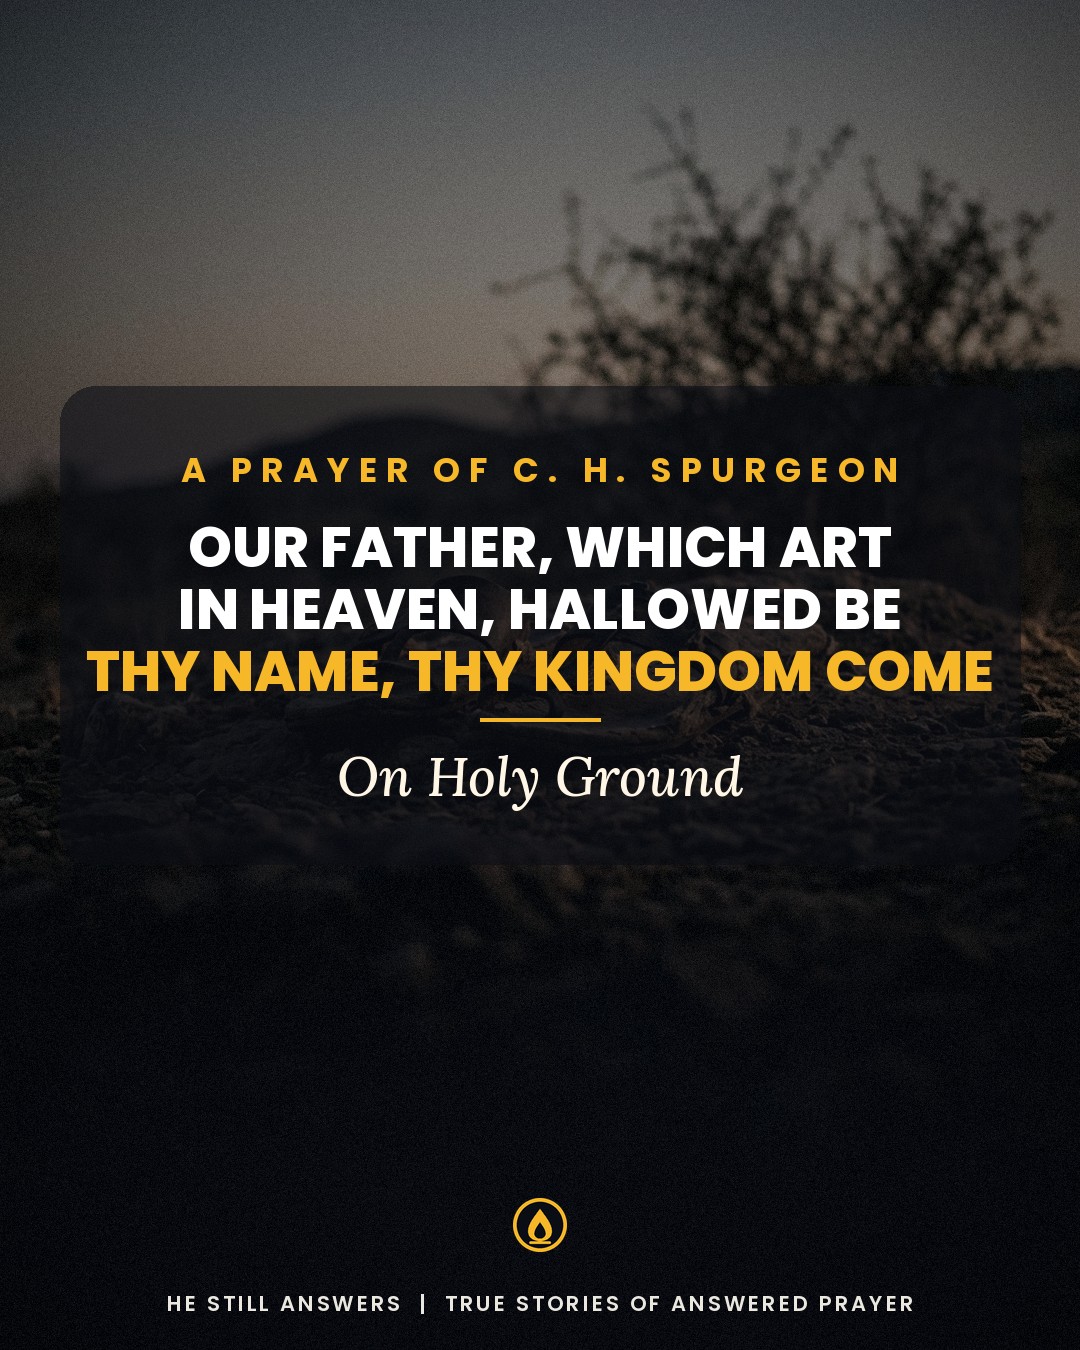 A PRAYER OF C. H. SPURGEON
OUR FATHER, WHICH ART
IN HEAVEN, HALLOWED BE
THY NAME, THY KINGDOM COME
On Holy Ground
HE STILL ANSWERS | TRUE STORIES OF ANSWERED PRAYER